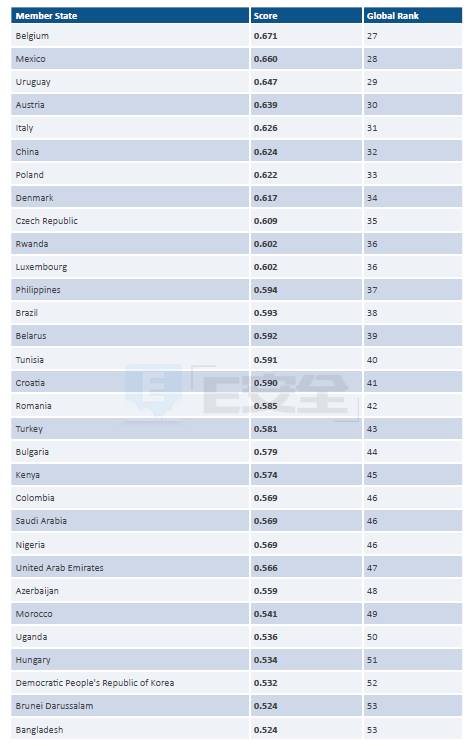 Member State Score Global Rank
Belgium 0.671 27
Mexico 0.660 28
Uruguay 0.647 29
Austria 0.639 30
Italy 0.626 31
China 0.624 32
Poland 0.622 33
Denmark 0.617 34
Czech Republic 0.609 35
Rwanda 0.602 36
Luxembourg 0.602 36
Philippines 0.594 37
Brazil 0.593 38
Belarus 0.592 39
Tunisia 0.591 40
Croatia 0.590 41
Romania 0.585 42
Turkey 0.581 43
Bulgaria 0.579 44
Kenya 0.574 45
Colombia 0.569 46
Saudi Arabia 0.569 46
Nigeria 0.569 46
United Arab Emirates 0.566 47
Azerbaijan 0.559 48
Morocco 0.541 49
Uganda 0.536 50
Hungary 0.534 51
Democratic People's Republic of Korea 0.532 52
Brunei Darussalam 0.524 53
Bangladesh 0.524 53
E「E安全」